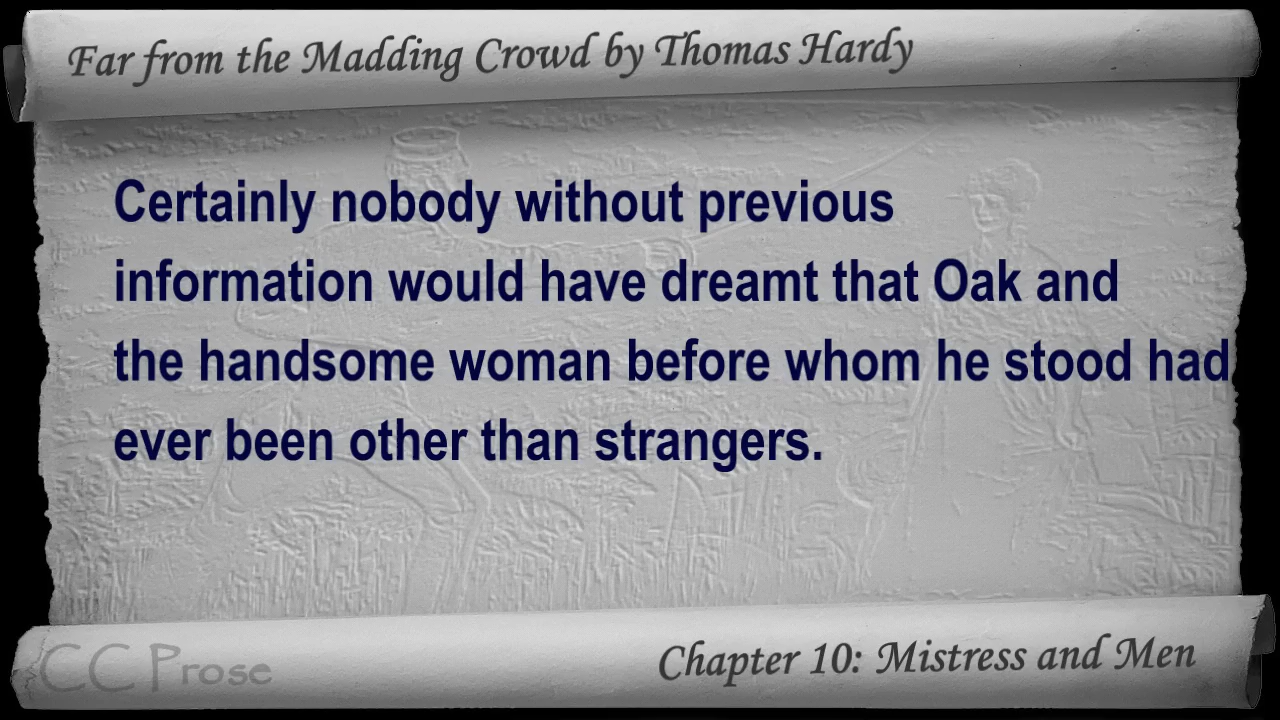 Far from the Madding Crowd by Thomas Hardy
Certainly nobody without previous
information would have dreamt that Oak and
the handsome woman before whom he stood had
ever been other than strangers.
CC Prose
Chapter 10: Mistress and Men